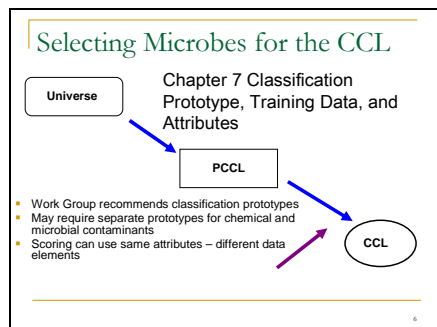 Selecting Microbes for the CCL
Universe
Chapter 7 Classification
Prototype, Training Data, and
Attributes
PCCL
Work Group recommends classification prototypes
May require separate prototypes for chemical and
microbial contaminants
Scoring can use same attributes – different data
elements
CCL
6